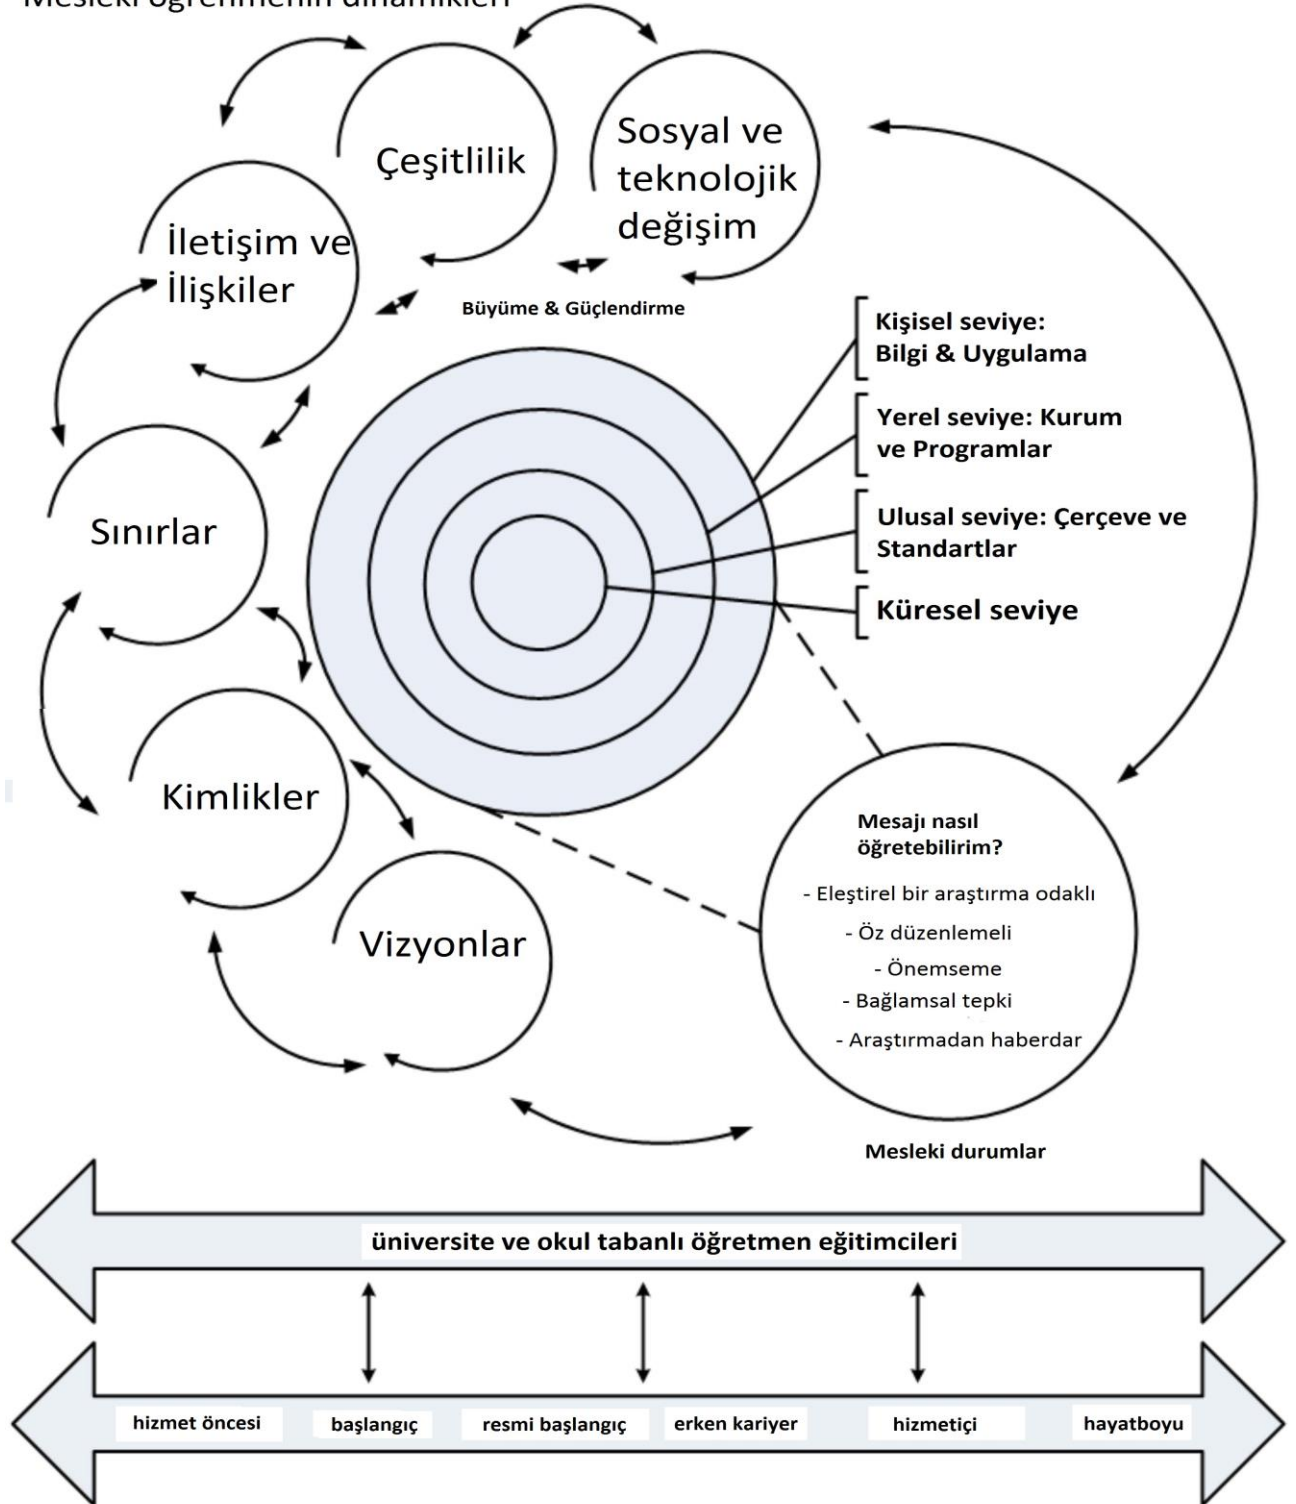 Mesleki öğrenmenin dinamikleri
Çeşitlilik
Sosyal ve
teknolojik
değişim
İletişim ve
İlişkiler
Büyüme & Güçlendirme
Kişisel seviye:
Bilgi & Uygulama
Yerel seviye: Kurum
ve Programlar
Ulusal seviye: Çerçeve ve
Standartlar
Küresel seviye
Sınırlar
Kimlikler
Vizyonlar
Mesajı nasıl
öğretebilirim?
- Eleştirel bir araştırma odaklı
- Öz düzenlemeli
- Önemseme
- Bağlamsal tepki
- Araştırmadan haberdar
Mesleki durumlar
üniversite ve okul tabanlı öğretmen eğitimcileri
hizmet öncesi başlangıç resmi başlangıç erken kariyer hizmetiçi hayatboyu